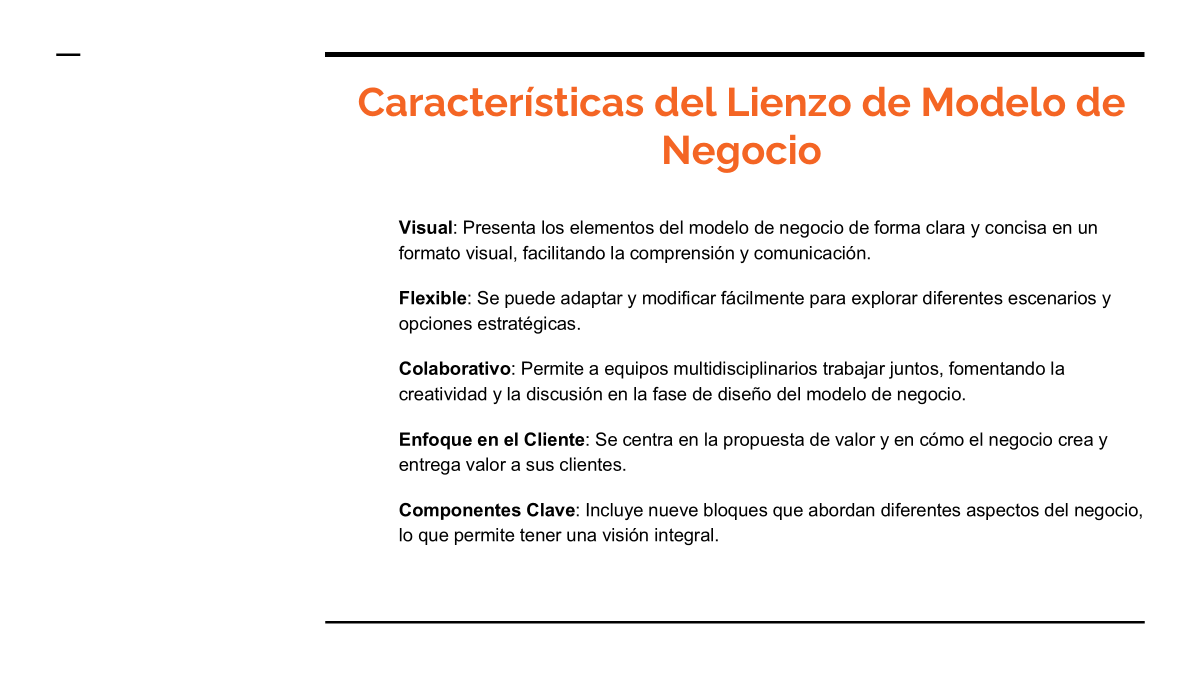 Características del Lienzo de Modelo de
Negocio
Visual: Presenta los elementos del modelo de negocio de forma clara y concisa en un
formato visual, facilitando la comprensión y comunicación.
Flexible: Se puede adaptar y modificar fácilmente para explorar diferentes escenarios y
opciones estratégicas.
Colaborativo: Permite a equipos multidisciplinarios trabajar juntos, fomentando la
creatividad y la discusión en la fase de diseño del modelo de negocio.
Enfoque en el Cliente: Se centra en la propuesta de valor y en cómo el negocio crea y
entrega valor a sus clientes.
Componentes Clave: Incluye nueve bloques que abordan diferentes aspectos del negocio,
lo que permite tener una visión integral.